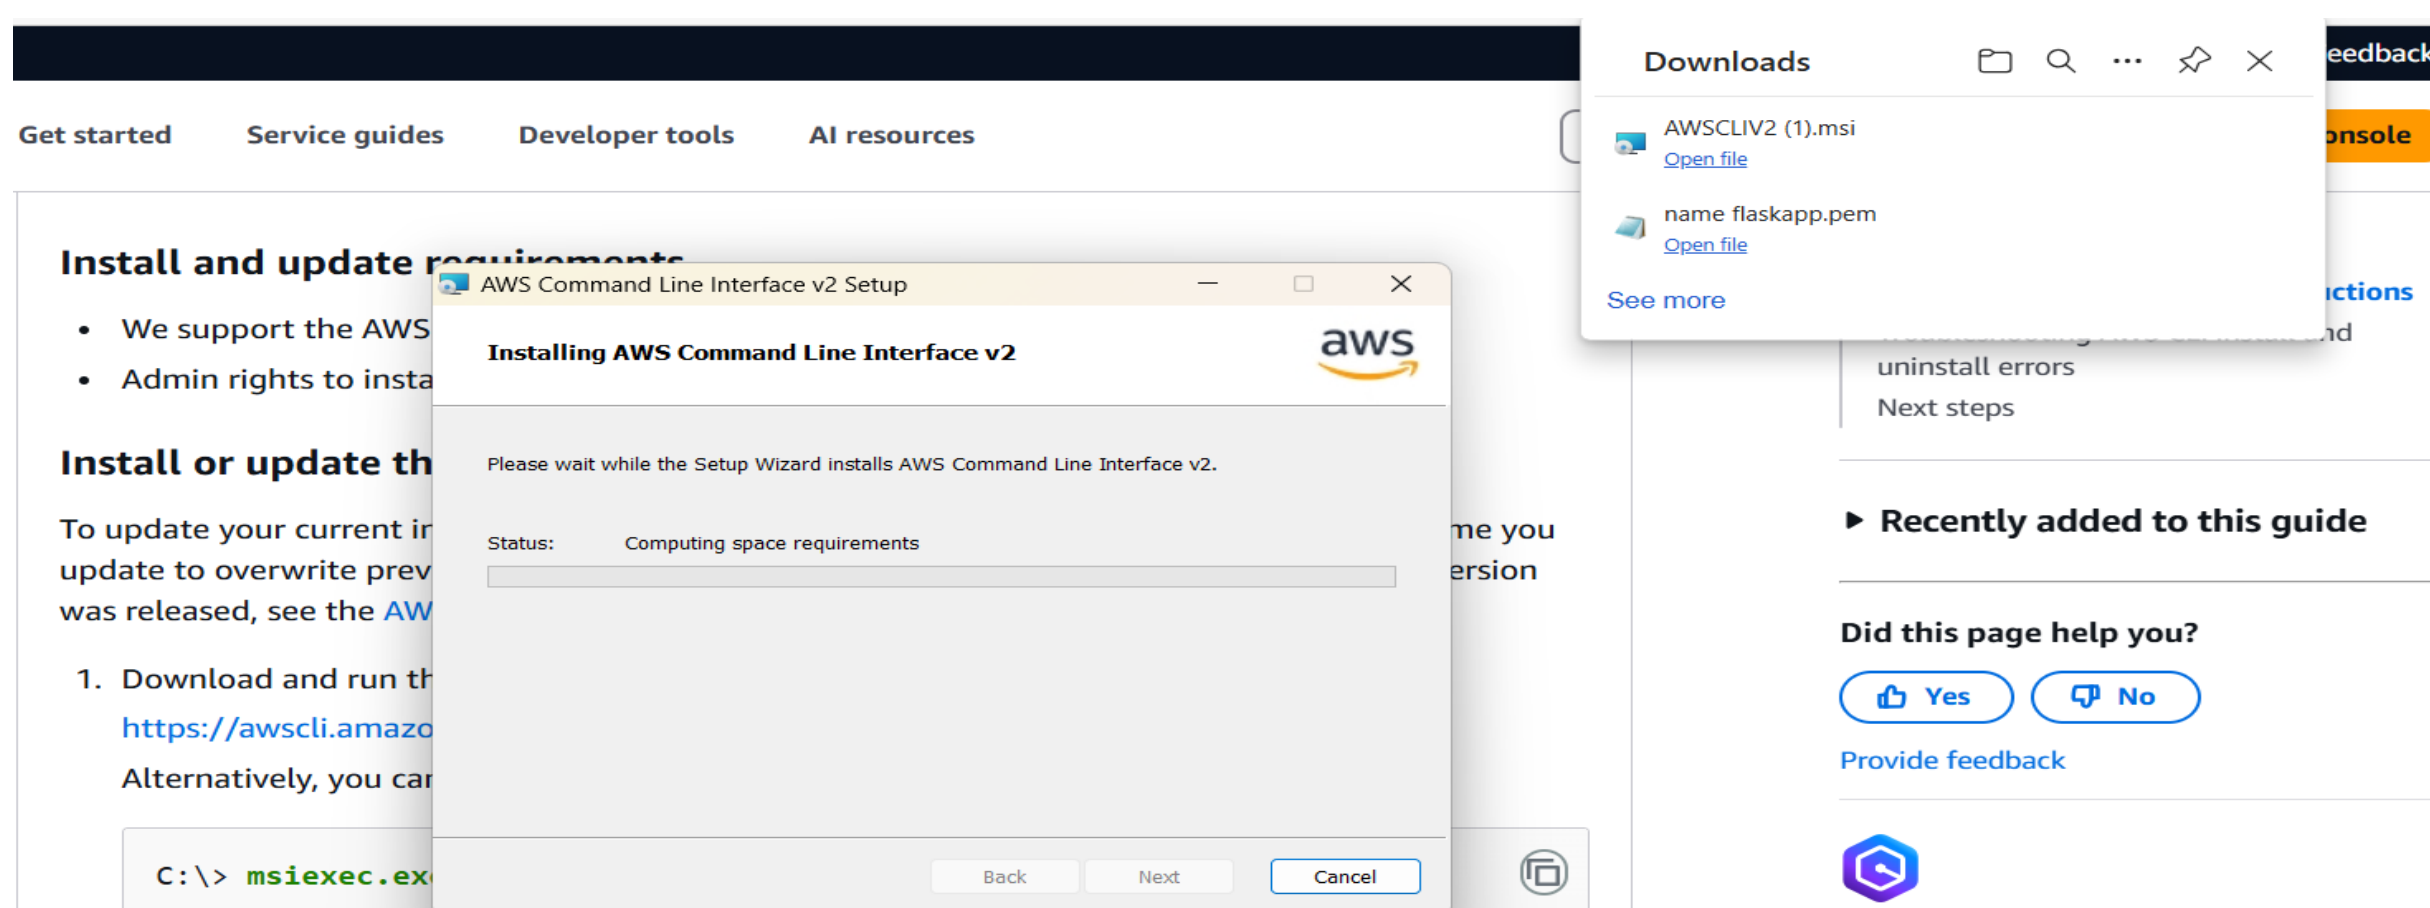 eedback
Get started
Service guides
Developer tools
AI resources
onsole
Downloads
AWSCLIV2 (1).msi
Open file
name flaskapp.pem
Open file
See more
Install and update requirements
We support the AWS
Admin rights to insta
Install or update th
To update your current in
me you
update to overwrite prev
ersion
was released, see the AW
1. Download and run th
https://awscli.amazo
Alternatively, you can
C:\> msiexec.exe
AWS Command Line Interface v2 Setup
Installing AWS Command Line Interface v2
aws
Please wait while the Setup Wizard installs AWS Command Line Interface v2.
Status: Computing space requirements
Back
Next
Cancel
ctions
nd
uninstall errors
Next steps
Recently added to this guide
Did this page help you?
Yes
No
Provide feedback